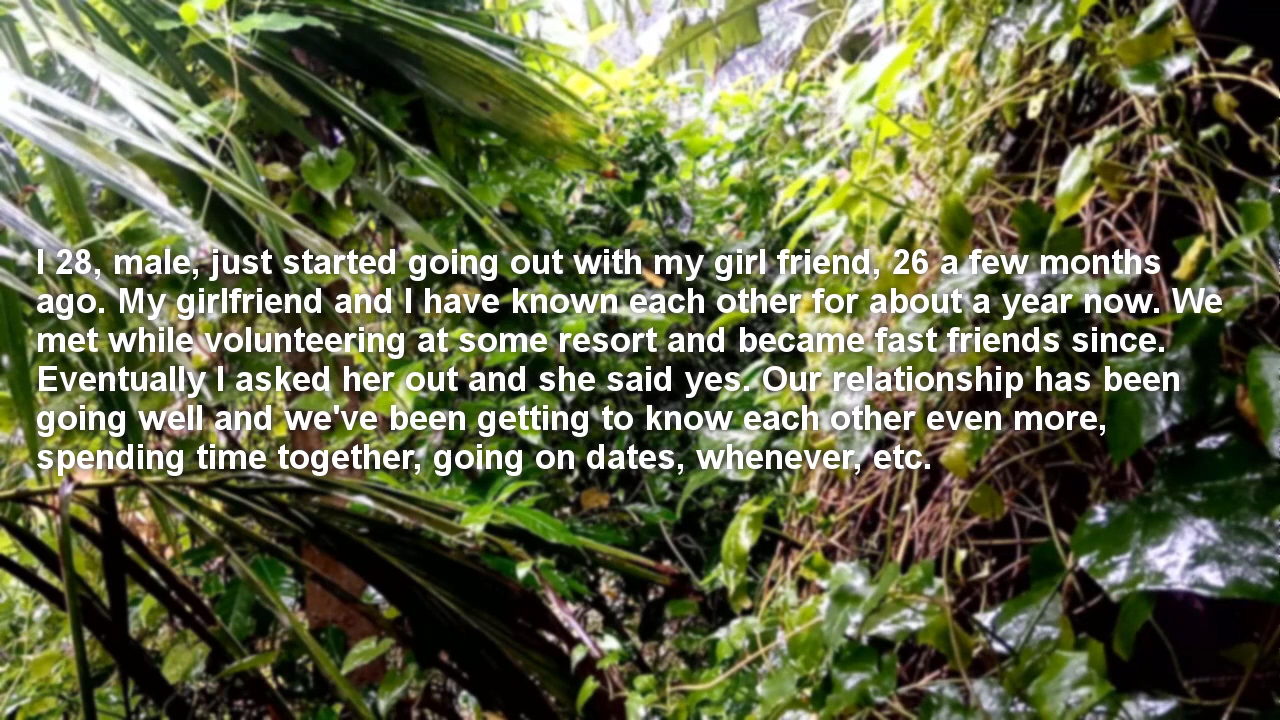 I 28, male, just started going out with my girl friend, 26 a few months
ago. My girlfriend and I have known each other for about a year now. We
met while volunteering at some resort and became fast friends since.
Eventually I asked her out and she said yes. Our relationship has been
going well and we've been getting to know each other even more,
spending time together, going on dates, whenever, etc.